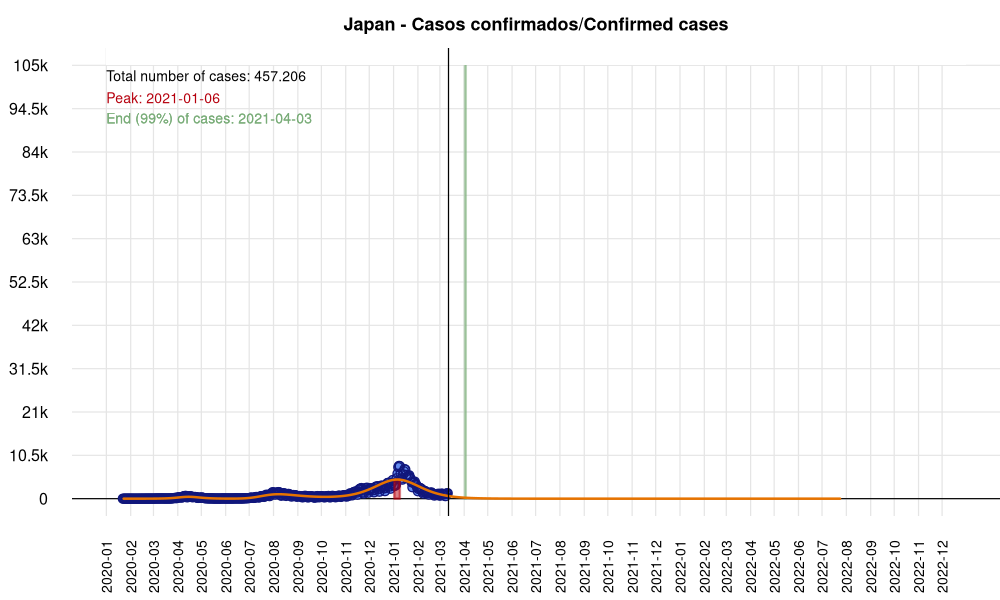 Japan - Casos confirmados/Confirmed cases
Total number of cases: 457.206
Peak: 2021-01-06
End (99%) of cases: 2021-04-03
105k
94.5k
84k
73.5k
63k
52.5k
42k
31.5k
21k
10.5k
0
2020-01
2020-02
2020-03
2020-04
2020-05
2020-06
2020-07
2020-08
2020-09
2020-10
2020-11
2020-12
2021-01
2021-02
2021-03
2021-04
2021-05
2021-06
2021-07
2021-08
2021-09
2021-10
2021-11
2021-12
2022-01
2022-02
2022-03
2022-04
2022-05
2022-06
2022-07
2022-08
2022-09
2022-10
2022-11
2022-12